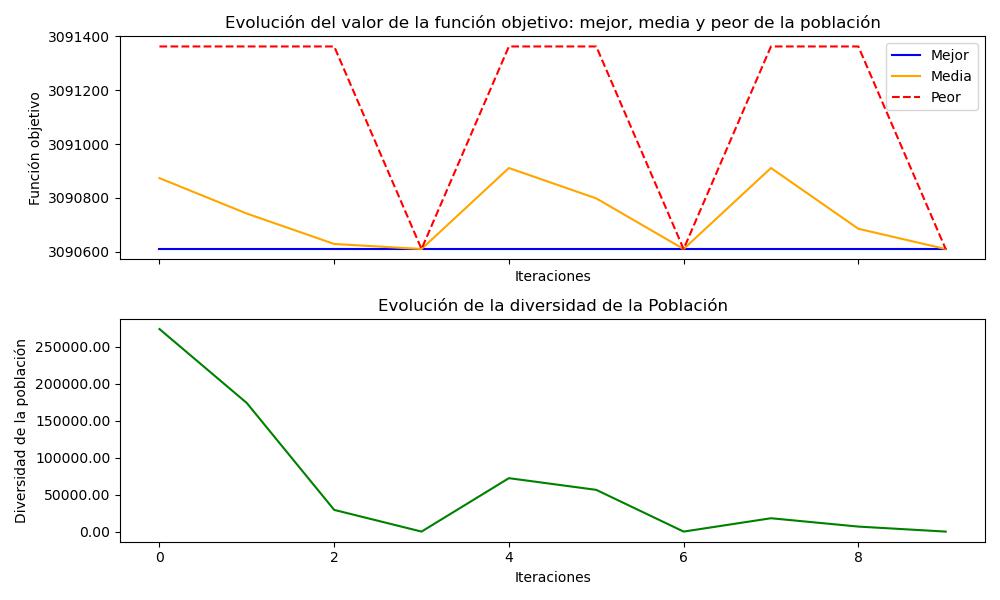 Evolución del valor de la función objetivo: mejor, media y peor de la población
3091400
3091200
3091000
3090800
3090600
Función objetivo
Mejor
Media
Peor
Iteraciones
Evolución de la diversidad de la Población
250000.00
200000.00
150000.00
100000.00
50000.00
0.00
Diversidad de la población
0 2 4 6 8
Iteraciones